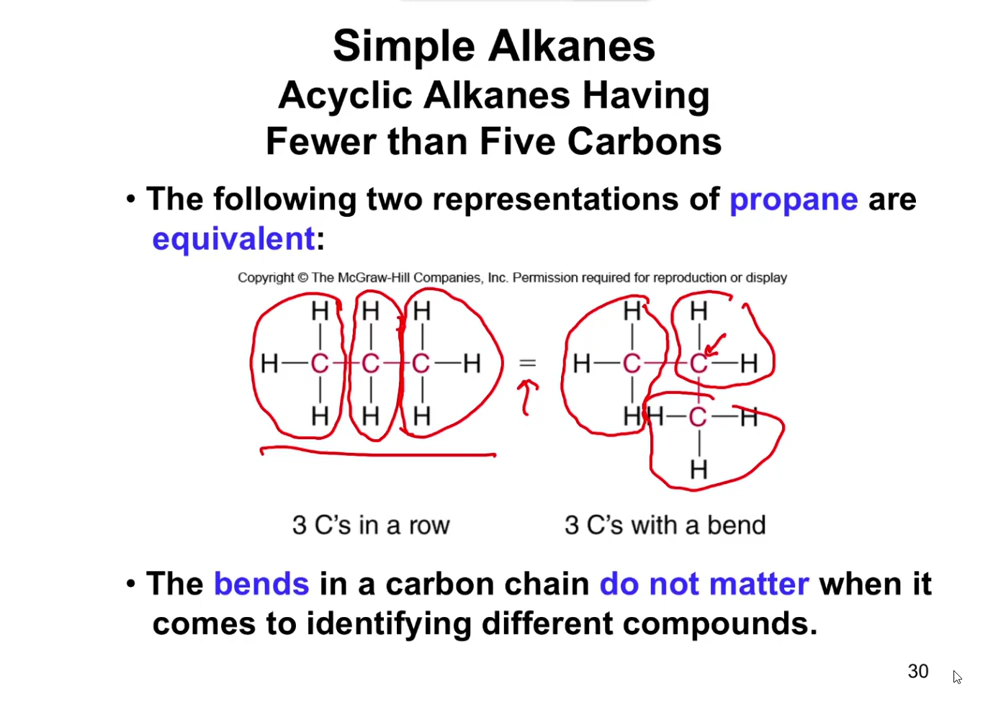 Simple Alkanes
Acyclic Alkanes Having
Fewer than Five Carbons
• The following two representations of propane are
equivalent:
Copyright © The McGraw-Hill Companies, Inc. Permission required for reproduction or display
H H H H H
H—C—C—C—H = H—C—C—H
H H H H H—C—H
H
3 C's in a row 3 C's with a bend
• The bends in a carbon chain do not matter when it
comes to identifying different compounds.
30